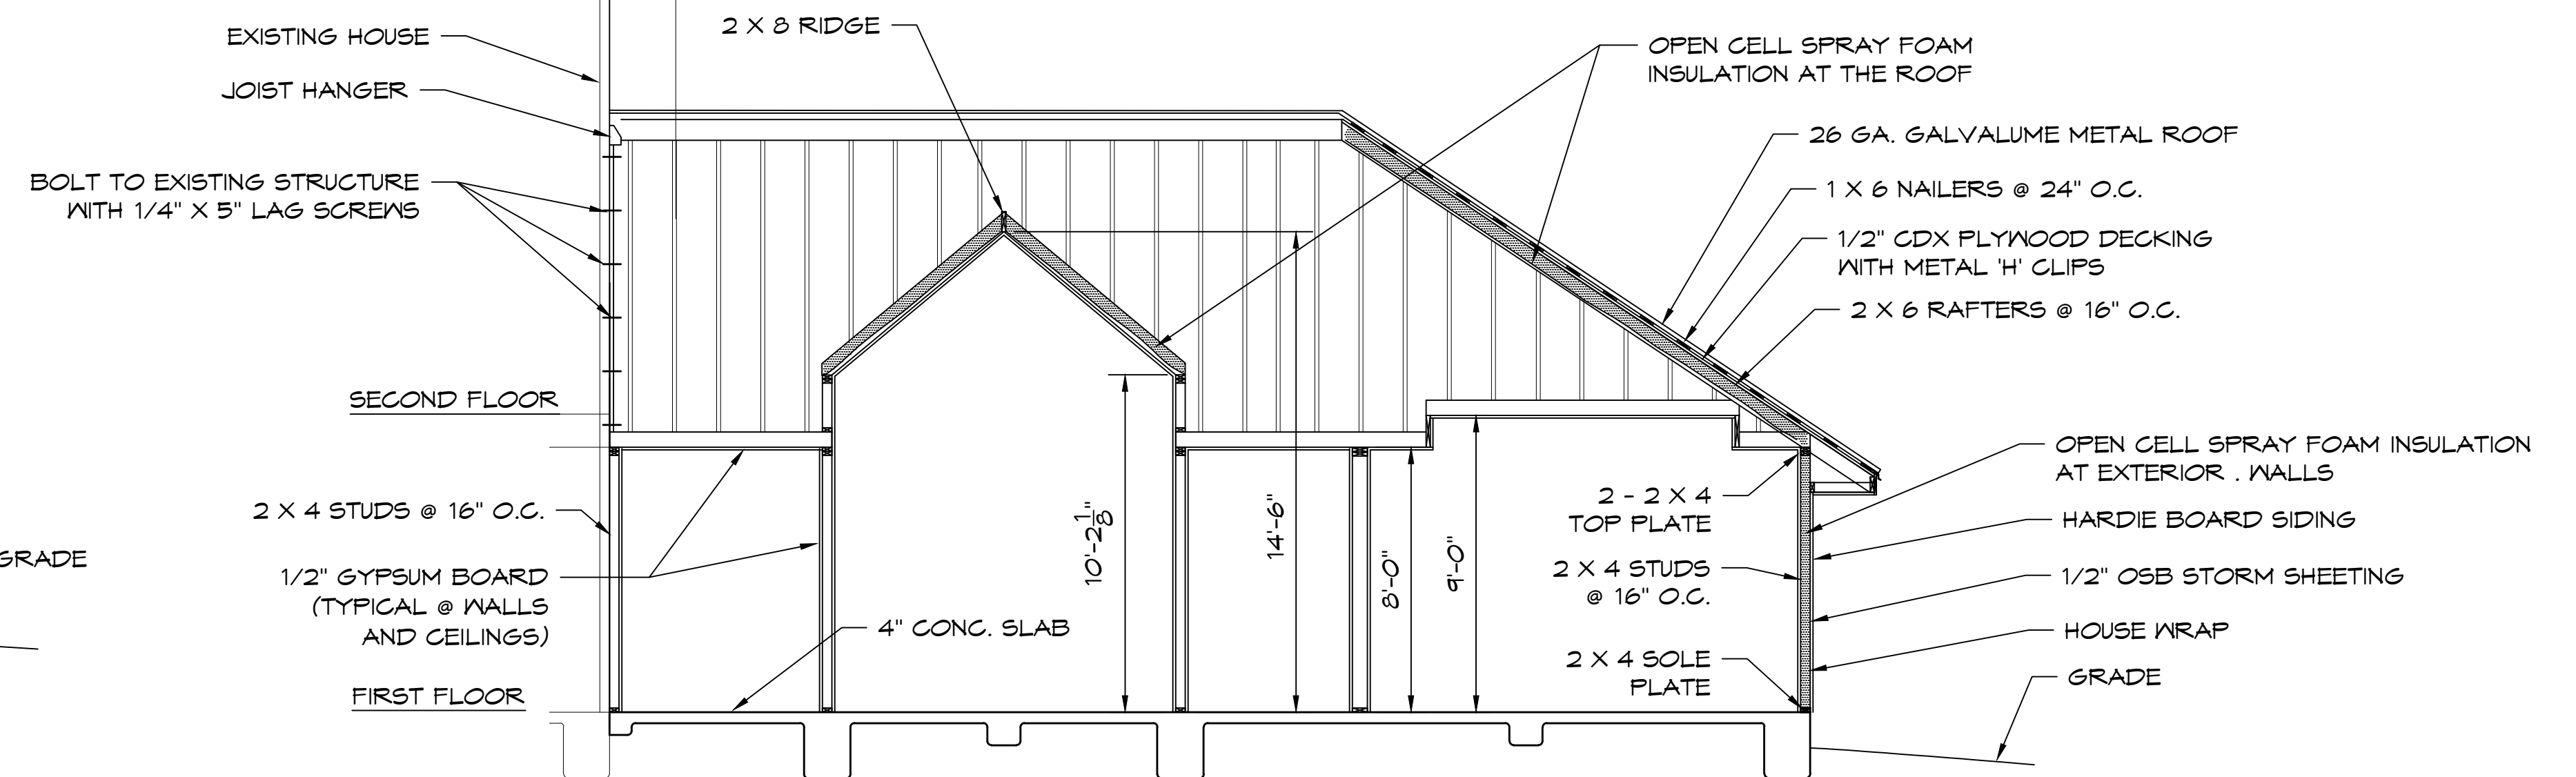 EXISTING HOUSE
JOIST HANGER
BOLT TO EXISTING STRUCTURE
WITH 1/4" X 5" LAG SCREWS
2 X 8 RIDGE
OPEN CELL SPRAY FOAM
INSULATION AT THE ROOF
26 GA. GALVALUME METAL ROOF
1 X 6 NAILERS @ 24" O.C.
1/2" CDX PLYWOOD DECKING
WITH METAL 'H' CLIPS
2 X 6 RAFTERS @ 16" O.C.
SECOND FLOOR
2 X 4 STUDS @ 16" O.C.
GRADE
1/2" GYPSUM BOARD
(TYPICAL @ WALLS
AND CEILINGS)
4" CONC. SLAB
FIRST FLOOR
10'-2 1/8"
14'-6"
8'-0"
9'-0"
2 - 2 X 4
TOP PLATE
2 X 4 STUDS
@ 16" O.C.
2 X 4 SOLE
PLATE
OPEN CELL SPRAY FOAM INSULATION
AT EXTERIOR . WALLS
HARDIE BOARD SIDING
1/2" OSB STORM SHEETING
HOUSE WRAP
GRADE